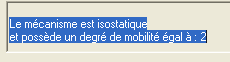 Le mécanisme est isostatique
et possède un degré de mobilité égal à : 2